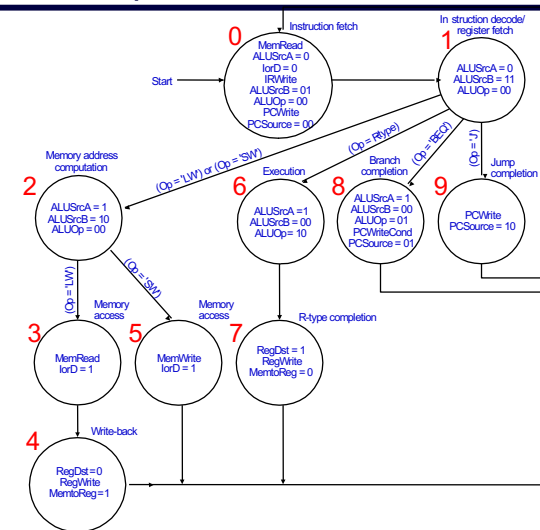 Instruction fetch
0
MemRead
ALUSrcA = 0
IorD = 0
IRWrite
ALUSrcB = 01
ALUOp = 00
PCWrite
PCSource = 00
Start
In struction decode/
register fetch
1
ALUSrcA = 0
ALUSrcB = 11
ALUOp = 00
(Op = 'LW') or (Op = 'SW')
(Op = Rtype)
(Op = 'BEQ')
(Op = 'J')
Memory address
computation
2
ALUSrcA = 1
ALUSrcB = 10
ALUOp = 00
Execution
6
ALUSrcA =1
ALUSrcB = 00
ALUOp= 10
Branch
completion
8
ALUSrcA = 1
ALUSrcB = 00
ALUOp = 01
PCWriteCond
PCSource = 01
Jump
completion
9
PCWrite
PCSource = 10
(Op = 'LW')
(Op = 'SW')
Memory
access
3
MemRead
IorD = 1
Memory
access
5
MemWrite
IorD = 1
R-type completion
7
RegDst = 1
RegWrite
MemtoReg = 0
Write-back
4
RegDst=0
RegWrite
MemtoReg=1